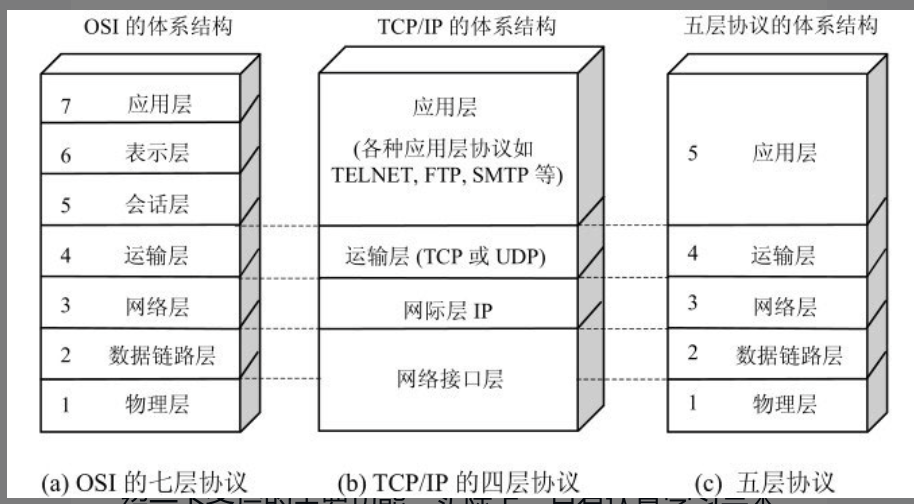 OSI 的体系结构
TCP/IP 的体系结构
五层协议的体系结构
7 应用层
6 表示层
5 会话层
4 运输层
3 网络层
2 数据链路层
1 物理层
应用层
(各种应用层协议如
TELNET, FTP, SMTP 等)
运输层 (TCP 或 UDP)
网际层 IP
网络接口层
5 应用层
4 运输层
3 网络层
2 数据链路层
1 物理层
(a) OSI 的七层协议
(b) TCP/IP 的四层协议
(c) 五层协议